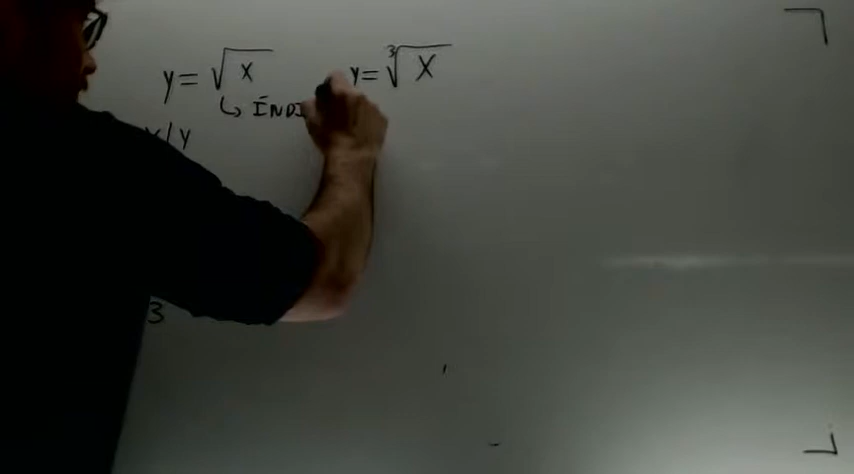 y = √x y = ∛x
↳ ÍNDI
x | y
3